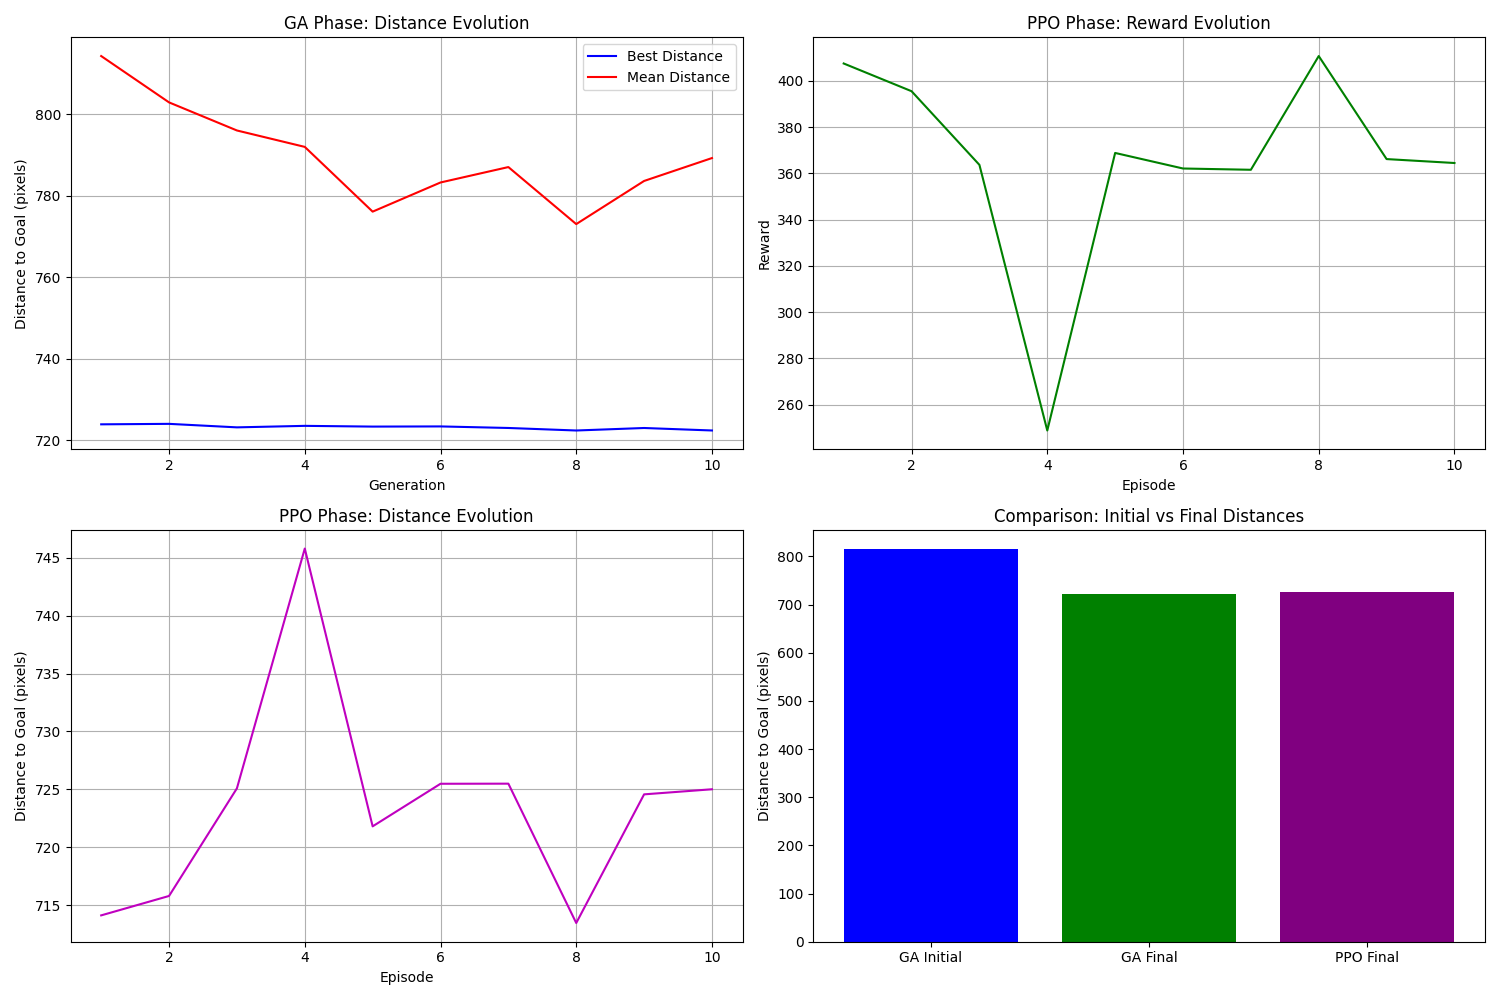 GA Phase: Distance Evolution
Distance to Goal (pixels)
800
780
760
740
720
Best Distance
Mean Distance
2 4 6 8 10
Generation
PPO Phase: Reward Evolution
Reward
400
380
360
340
320
300
280
260
2 4 6 8 10
Episode
PPO Phase: Distance Evolution
Distance to Goal (pixels)
745
740
735
730
725
720
715
2 4 6 8 10
Episode
Comparison: Initial vs Final Distances
Distance to Goal (pixels)
800
700
600
500
400
300
200
100
0
GA Initial GA Final PPO Final